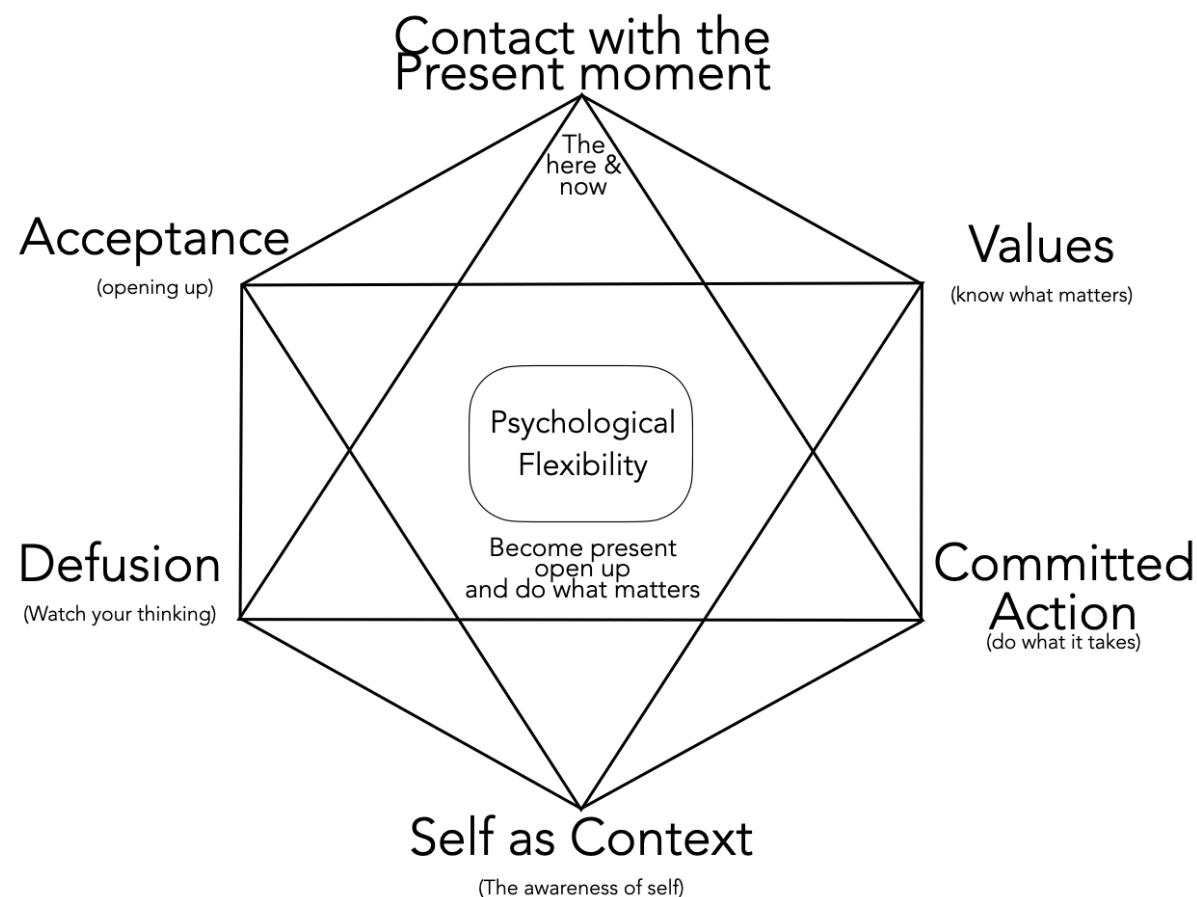 Contact with the
Present moment
The
here &
now
Acceptance
(opening up)
Values
(know what matters)
Psychological
Flexibility
Become present
open up
and do what matters
Defusion
(Watch your thinking)
Committed
Action
(do what it takes)
Self as Context
(The awareness of self)